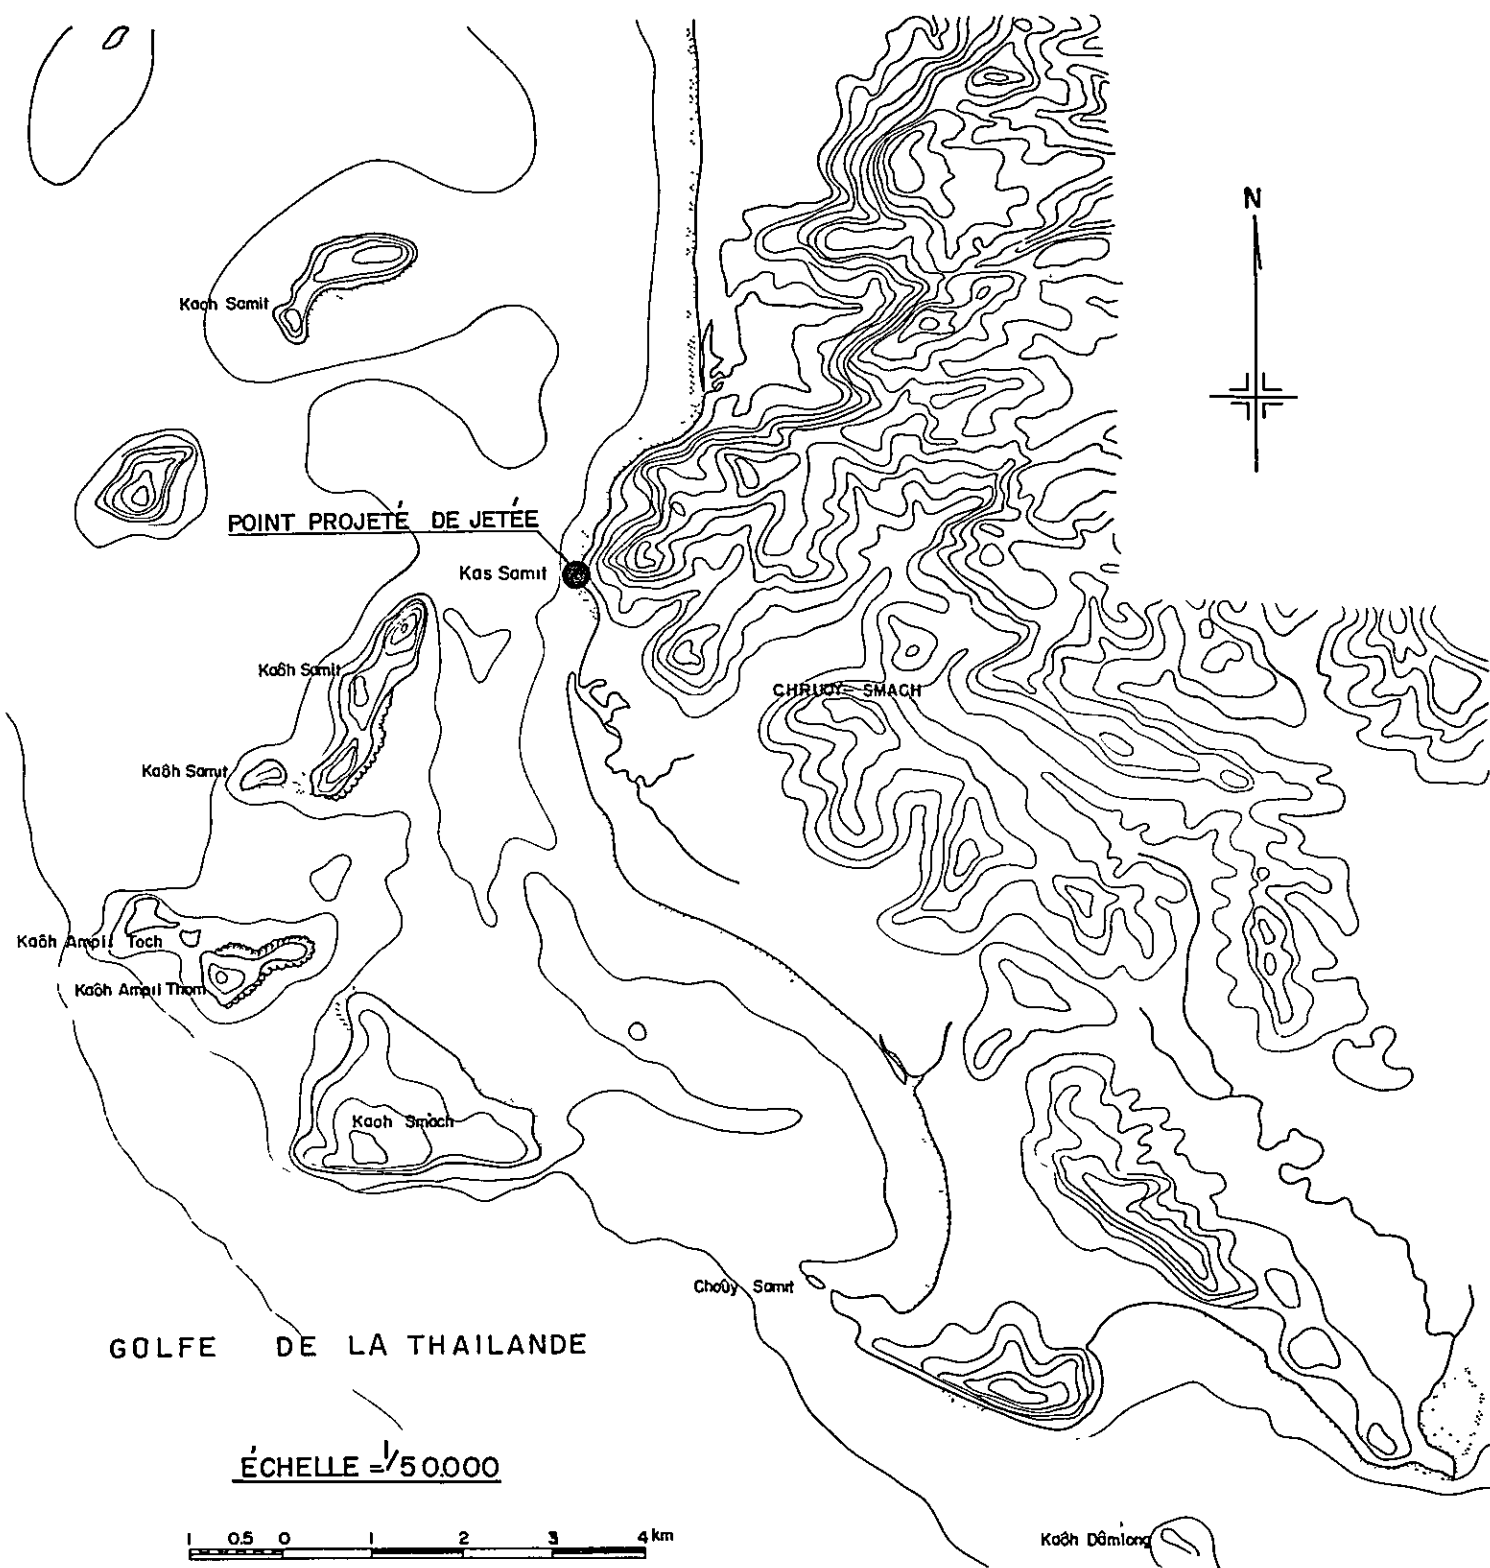 N
Kaoh Samit
POINT PROJETÉ DE JETÉE
Kas Samit
Kaôh Samit
CHRUOY-SMACH
Kaôh Samit
Kaôh Ampil Toch
Kaôh Ampil Thom
Kaoh Smach
Choûy Samit
GOLFE DE LA THAILANDE
ÉCHELLE = 1/50.000
1 0.5 0 1 2 3 4 km
Kaôh Dâmlong